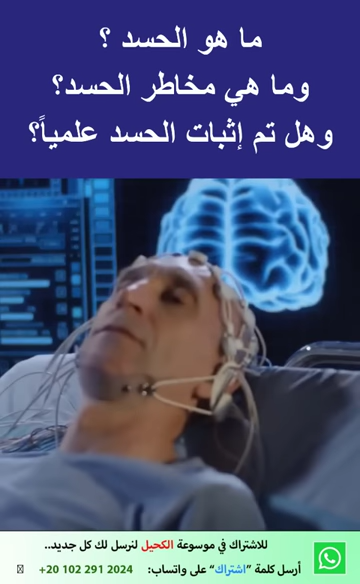 ما هو الحسد ؟
وما هي مخاطر الحسد؟
وهل تم إثبات الحسد علمياً؟
للاشتراك في موسوعة الكحيل لنرسل لك كل جديد..
أرسل كلمة "اشتراك" على واتساب: +20 102 291 2024